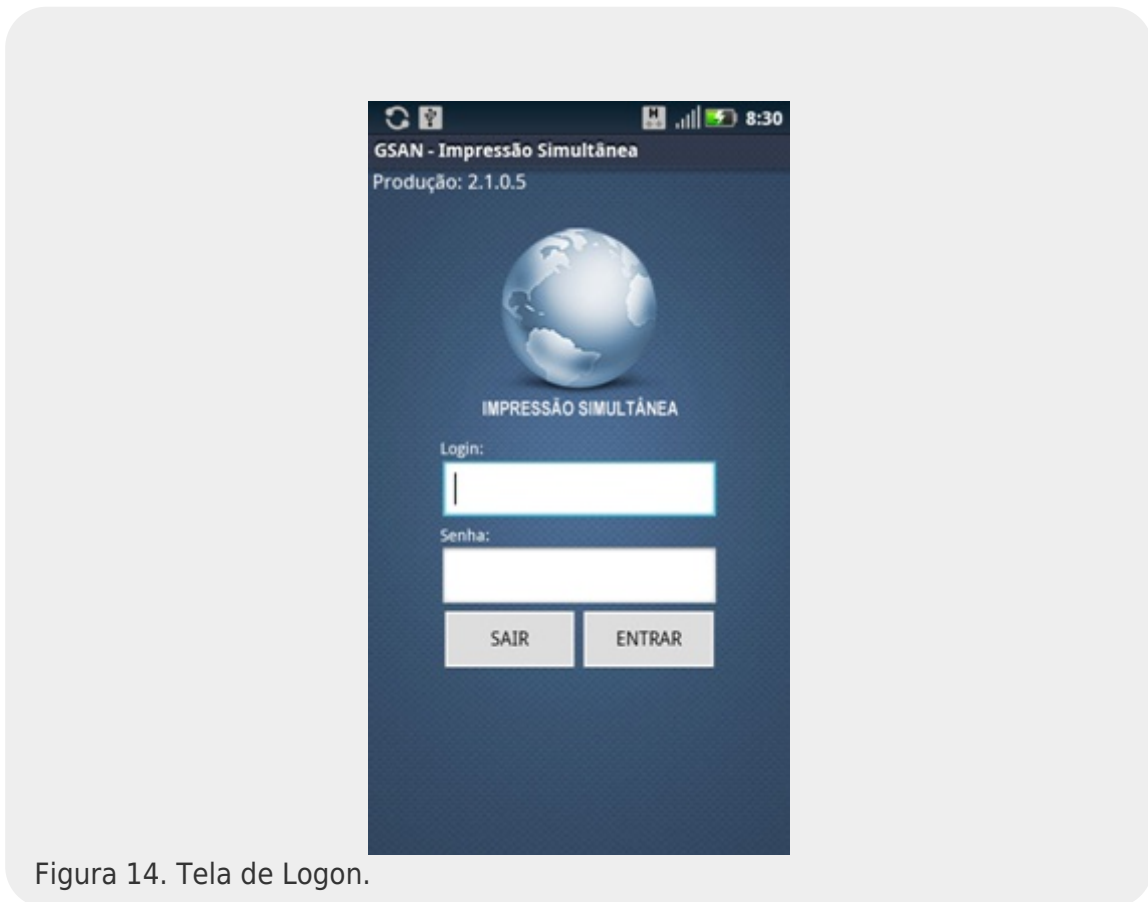 8:30
GSAN - Impressão Simultânea
Produção: 2.1.0.5
IMPRESSÃO SIMULTÂNEA
Login:
Senha:
SAIR ENTRAR
Figura 14. Tela de Logon.